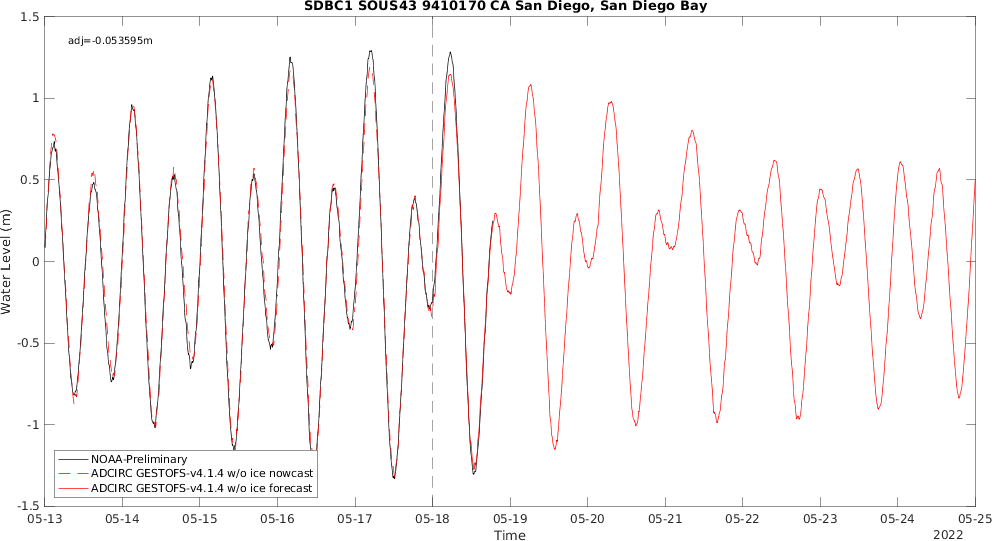 SDBC1 SOUS43 9410170 CA San Diego, San Diego Bay
1.5
adj=-0.053595m
1
0.5
0
-0.5
-1
-1.5
Water Level (m)
NOAA-Preliminary
ADCIRC GESTOFS-v4.1.4 w/o ice nowcast
ADCIRC GESTOFS-v4.1.4 w/o ice forecast
05-13 05-14 05-15 05-16 05-17 05-18 05-19 05-20 05-21 05-22 05-23 05-24 05-25
Time
2022